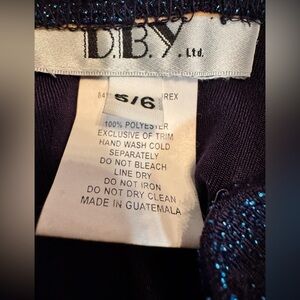 D.B.Y. Ltd.
5/6
100% POLYESTER
EXCLUSIVE OF TRIM
HAND WASH COLD
SEPARATELY
DO NOT BLEACH
LINE DRY
DO NOT IRON
DO NOT DRY CLEAN
MADE IN GUATEMALA